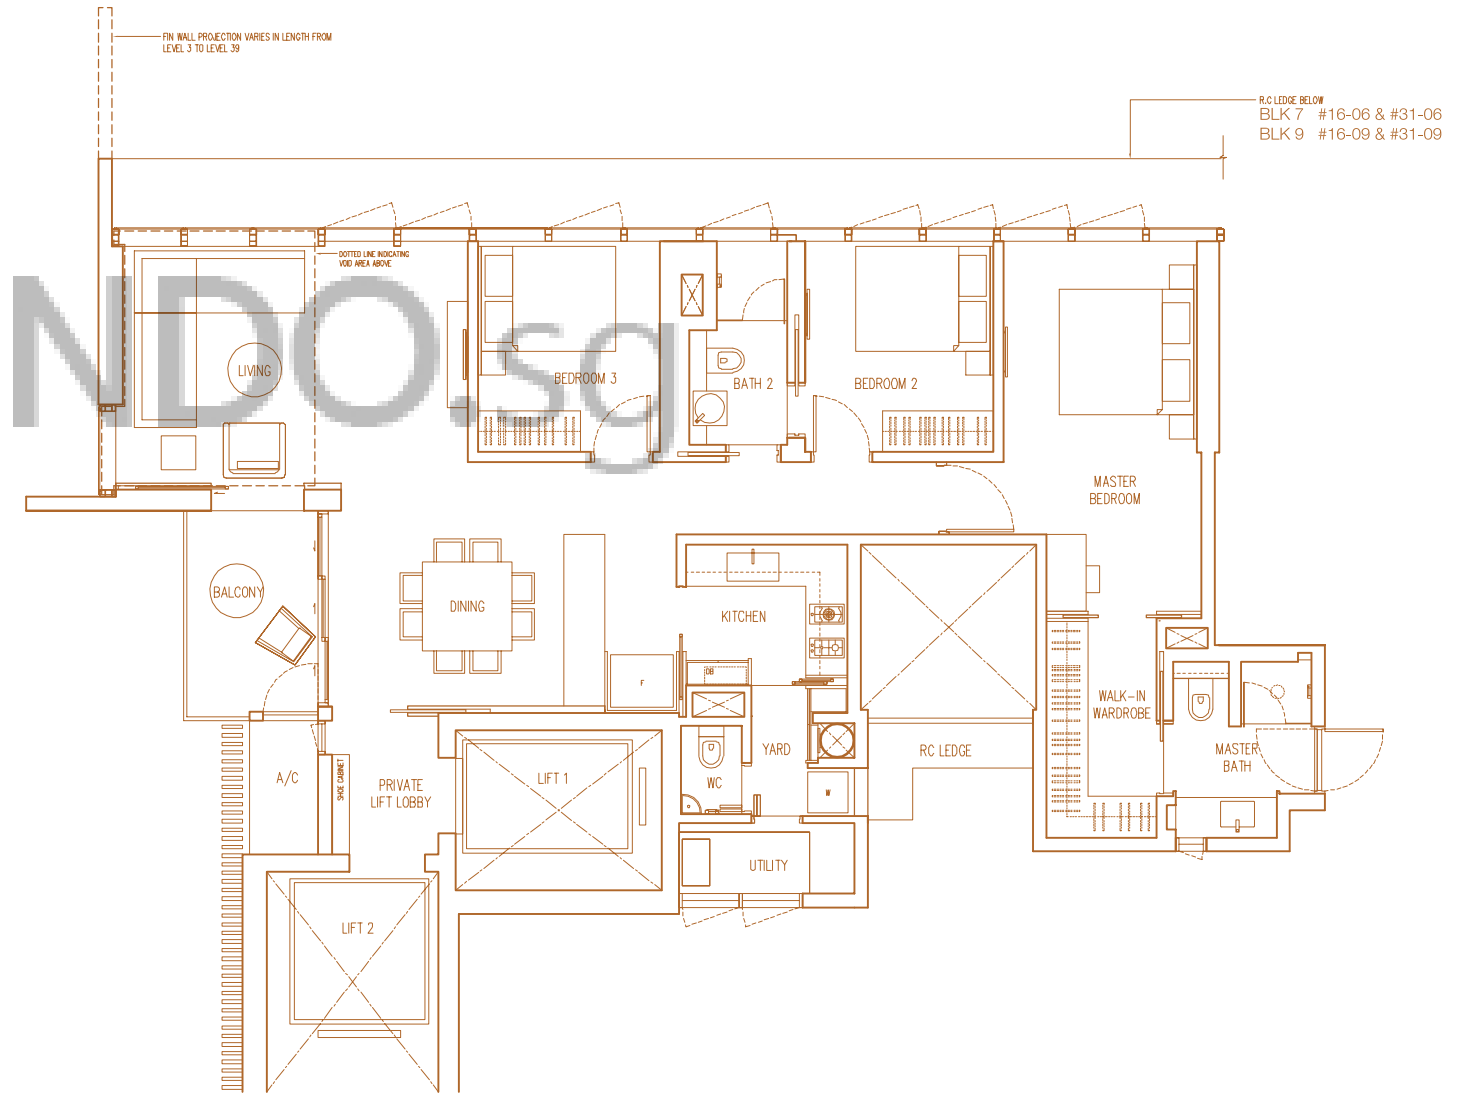 FIN WALL PROJECTION VARIES IN LENGTH FROM
LEVEL 3 TO LEVEL 39
R.C LEDGE BELOW
BLK 7 #16-06 & #31-06
BLK 9 #16-09 & #31-09
DOTTED LINE INDICATING
VOID AREA ABOVE
NDO.sg
LIVING
BEDROOM 3
BATH 2
BEDROOM 2
MASTER
BEDROOM
BALCONY
DINING
KITCHEN
DB
F
WALK-IN
WARDROBE
MASTER
BATH
A/C
SHOE CABINET
PRIVATE
LIFT LOBBY
LIFT 1
WC
YARD
W
RC LEDGE
UTILITY
LIFT 2